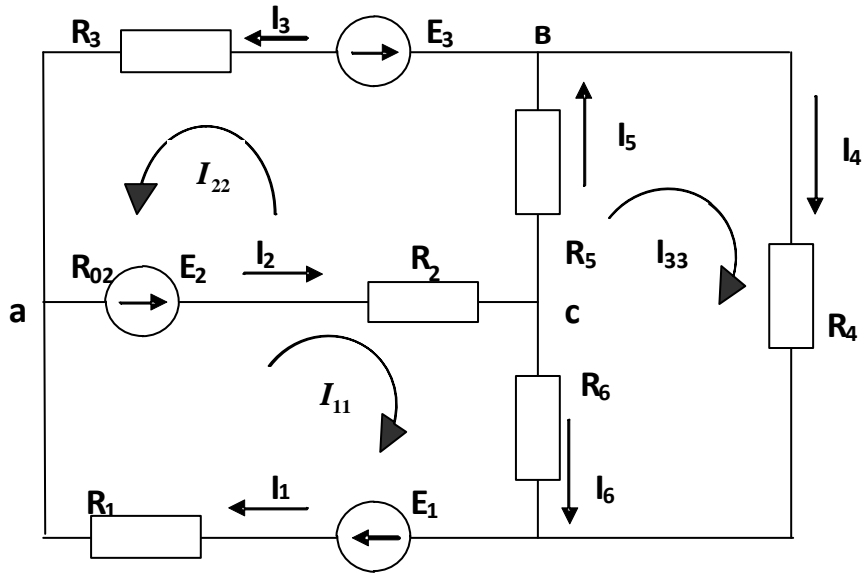 R3 I3 E3 B
I5 I4
I22
R02 E2 I2 R2 R5 I33
a c R4
R6
I11
R1 I1 E1 I6